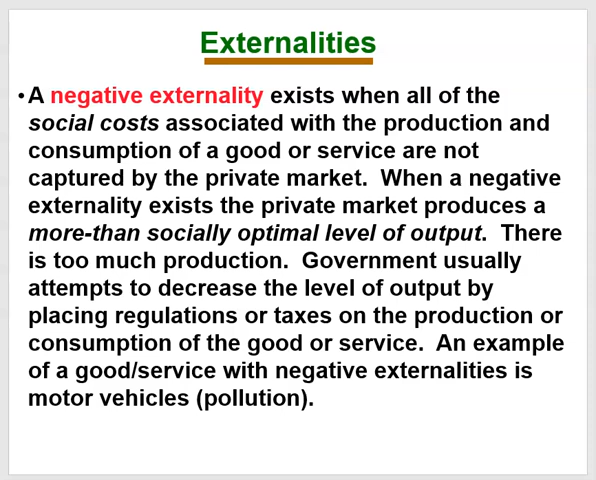 Externalities
• A negative externality exists when all of the
social costs associated with the production and
consumption of a good or service are not
captured by the private market.  When a negative
externality exists the private market produces a
more-than socially optimal level of output.  There
is too much production.  Government usually
attempts to decrease the level of output by
placing regulations or taxes on the production or
consumption of the good or service.  An example
of a good/service with negative externalities is
motor vehicles (pollution).